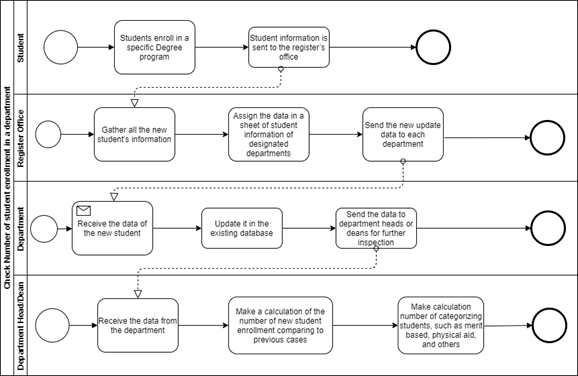 Check Number of student enrollment in a department
Student
Students enroll in a
specific Degree
program
Student information is
sent to the register's
office
Register Office
Gather all the new
student's information
Assign the data in a
sheet of student
information of
designated
departments
Send the new update
data to each
department
Department
Receive the data of
the new student
Update it in the
existing database
Send the data to
department heads or
deans for further
inspection
Department Head/Dean
Receive the data from
the department
Make a calculation of
the number of new
student
enrollment comparing to
previous cases
Make calculation
number of categorizing
students, such as merit
based, physical aid,
and others